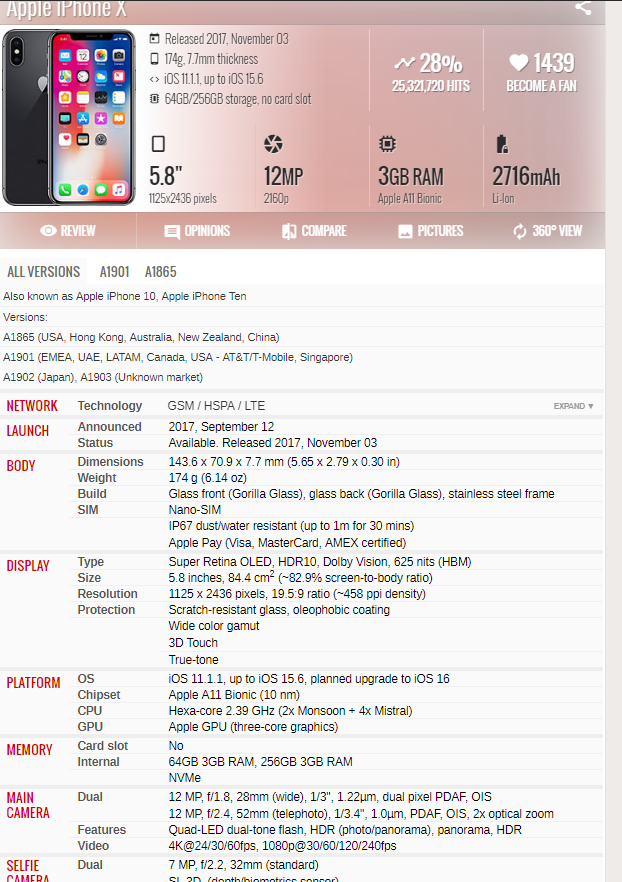 Apple iPhone X
Released 2017, November 03
174g, 7.7mm thickness
iOS 11.1.1, up to iOS 15.6
64GB/256GB storage, no card slot
28%
25,321,720 HITS
1439
BECOME A FAN
5.8"
1125x2436 pixels
12MP
2160p
3GB RAM
Apple A11 Bionic
2716mAh
Li-Ion
REVIEW
OPINIONS
COMPARE
PICTURES
360° VIEW
ALL VERSIONS A1901 A1865
Also known as Apple iPhone 10, Apple iPhone Ten
Versions:
A1865 (USA, Hong Kong, Australia, New Zealand, China)
A1901 (EMEA, UAE, LATAM, Canada, USA - AT&T/T-Mobile, Singapore)
A1902 (Japan), A1903 (Unknown market)
NETWORK Technology GSM / HSPA / LTE EXPAND ▼
LAUNCH Announced 2017, September 12
Status Available. Released 2017, November 03
BODY Dimensions 143.6 x 70.9 x 7.7 mm (5.65 x 2.79 x 0.30 in)
Weight 174 g (6.14 oz)
Build Glass front (Gorilla Glass), glass back (Gorilla Glass), stainless steel frame
SIM Nano-SIM
IP67 dust/water resistant (up to 1m for 30 mins)
Apple Pay (Visa, MasterCard, AMEX certified)
DISPLAY Type Super Retina OLED, HDR10, Dolby Vision, 625 nits (HBM)
Size 5.8 inches, 84.4 cm² (~82.9% screen-to-body ratio)
Resolution 1125 x 2436 pixels, 19.5:9 ratio (~458 ppi density)
Protection Scratch-resistant glass, oleophobic coating
Wide color gamut
3D Touch
True-tone
PLATFORM OS iOS 11.1.1, up to iOS 15.6, planned upgrade to iOS 16
Chipset Apple A11 Bionic (10 nm)
CPU Hexa-core 2.39 GHz (2x Monsoon + 4x Mistral)
GPU Apple GPU (three-core graphics)
MEMORY Card slot No
Internal 64GB 3GB RAM, 256GB 3GB RAM
NVMe
MAIN CAMERA Dual 12 MP, f/1.8, 28mm (wide), 1/3", 1.22µm, dual pixel PDAF, OIS
12 MP, f/2.4, 52mm (telephoto), 1/3.4", 1.0µm, PDAF, OIS, 2x optical zoom
Features Quad-LED dual-tone flash, HDR (photo/panorama), panorama, HDR
Video 4K@24/30/60fps, 1080p@30/60/120/240fps
SELFIE CAMERA Dual 7 MP, f/2.2, 32mm (standard)
SL 3D, (depth/biometrics sensor)